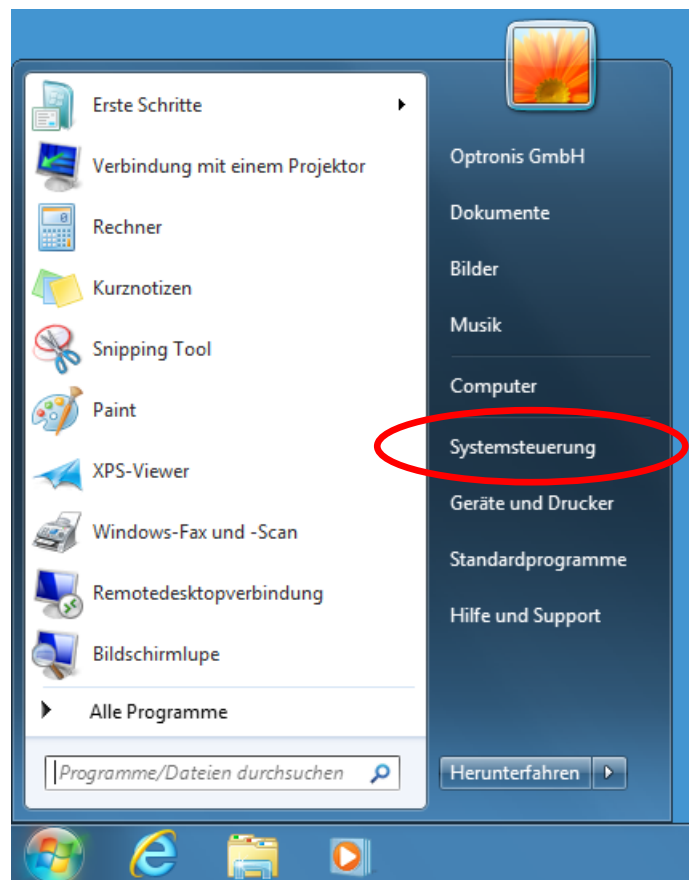 Erste Schritte
Verbindung mit einem Projektor
Rechner
Kurznotizen
Snipping Tool
Paint
XPS-Viewer
Windows-Fax und -Scan
Remotedesktopverbindung
Bildschirmlupe
Alle Programme
Programme/Dateien durchsuchen
Optronis GmbH
Dokumente
Bilder
Musik
Computer
Systemsteuerung
Geräte und Drucker
Standardprogramme
Hilfe und Support
Herunterfahren